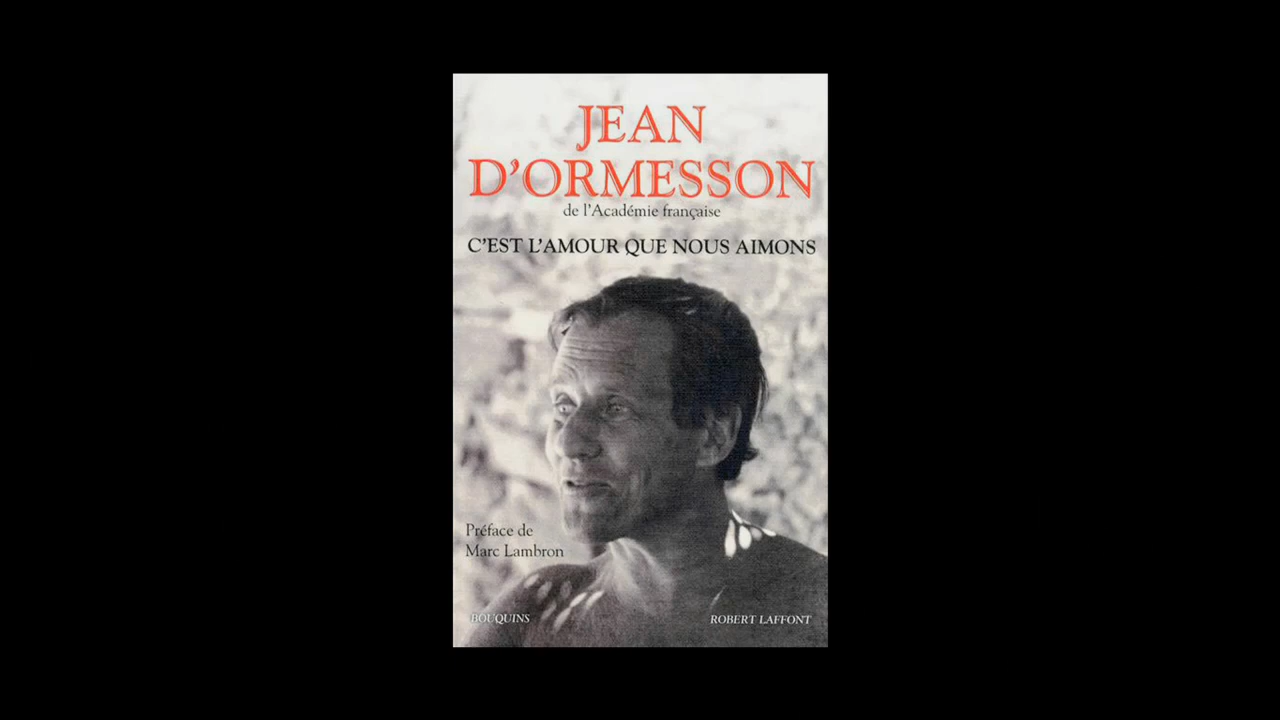 JEAN
D'ORMESSON
de l'Académie française
C'EST L'AMOUR QUE NOUS AIMONS
Préface de
Marc Lambron
BOUQUINS
ROBERT LAFFONT